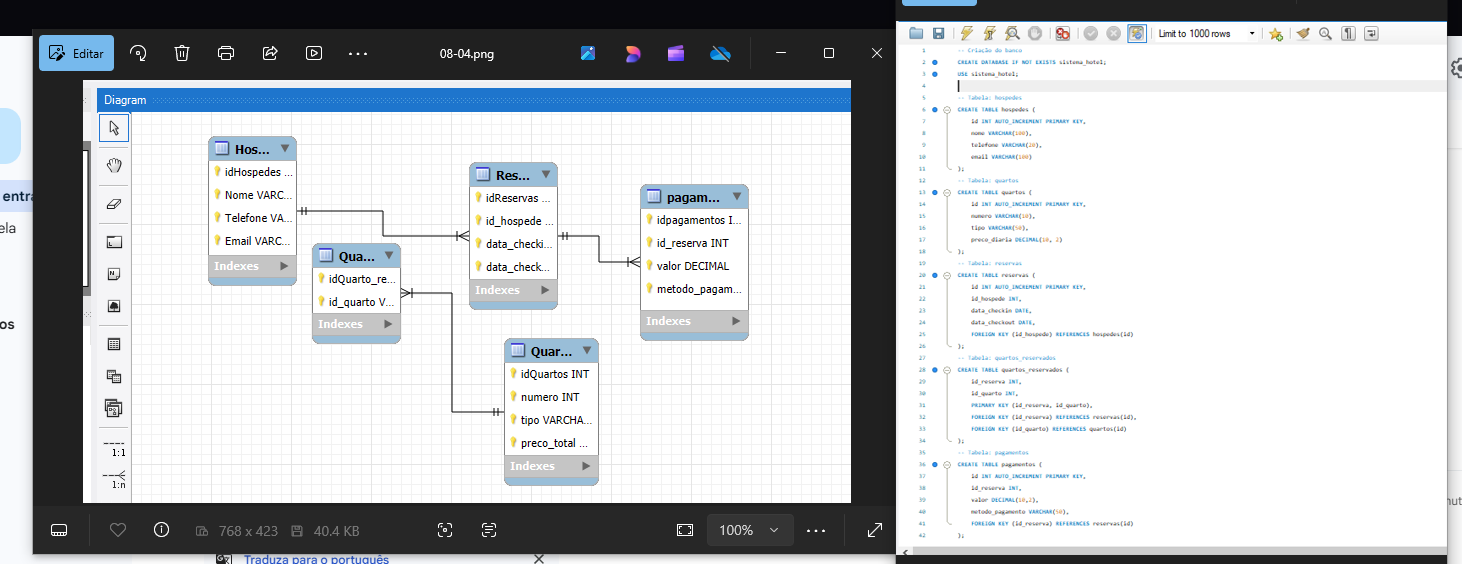 Editar
08-04.png
Diagram
Hos...
idHospedes ...
Nome VARC...
Telefone VA...
Email VARC...
Indexes
Qua...
idQuarto_re...
id_quarto V...
Indexes
Res...
idReservas ...
id_hospede ...
data_checki...
data_check...
Indexes
pagam...
idpagamentos I...
id_reserva INT
valor DECIMAL
metodo_pagam...
Indexes
Quar...
idQuartos INT
numero INT
tipo VARCHA...
preco_total ...
Indexes
1:1
1:n
768 x 423
40.4 KB
100%
entra
ela
os
Traduza para o português
Limit to 1000 rows
1 -- Criação do banco
2 CREATE DATABASE IF NOT EXISTS sistema_hotel;
3 USE sistema_hotel;
4
5 -- Tabela: hospedes
6 CREATE TABLE hospedes (
7 id INT AUTO_INCREMENT PRIMARY KEY,
8 nome VARCHAR(100),
9 telefone VARCHAR(20),
10 email VARCHAR(100)
11 );
12 -- Tabela: quartos
13 CREATE TABLE quartos (
14 id INT AUTO_INCREMENT PRIMARY KEY,
15 numero VARCHAR(10),
16 tipo VARCHAR(50),
17 preco_diaria DECIMAL(10, 2)
18 );
19 -- Tabela: reservas
20 CREATE TABLE reservas (
21 id INT AUTO_INCREMENT PRIMARY KEY,
22 id_hospede INT,
23 data_checkin DATE,
24 data_checkout DATE,
25 FOREIGN KEY (id_hospede) REFERENCES hospedes(id)
26 );
27 -- Tabela: quartos_reservados
28 CREATE TABLE quartos_reservados (
29 id_reserva INT,
30 id_quarto INT,
31 PRIMARY KEY (id_reserva, id_quarto),
32 FOREIGN KEY (id_reserva) REFERENCES reservas(id),
33 FOREIGN KEY (id_quarto) REFERENCES quartos(id)
34 );
35 -- Tabela: pagamentos
36 CREATE TABLE pagamentos (
37 id INT AUTO_INCREMENT PRIMARY KEY,
38 id_reserva INT,
39 valor DECIMAL(10,2),
40 metodo_pagamento VARCHAR(50),
41 FOREIGN KEY (id_reserva) REFERENCES reservas(id)
42 );